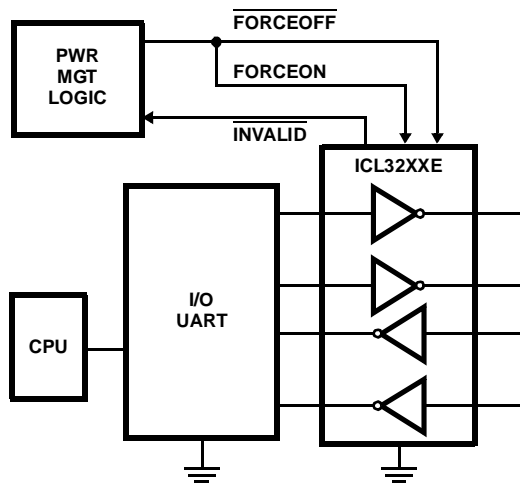 FORCEOFF
PWR
MGT
LOGIC
FORCEON
INVALID
ICL32XXE
I/O
UART
CPU